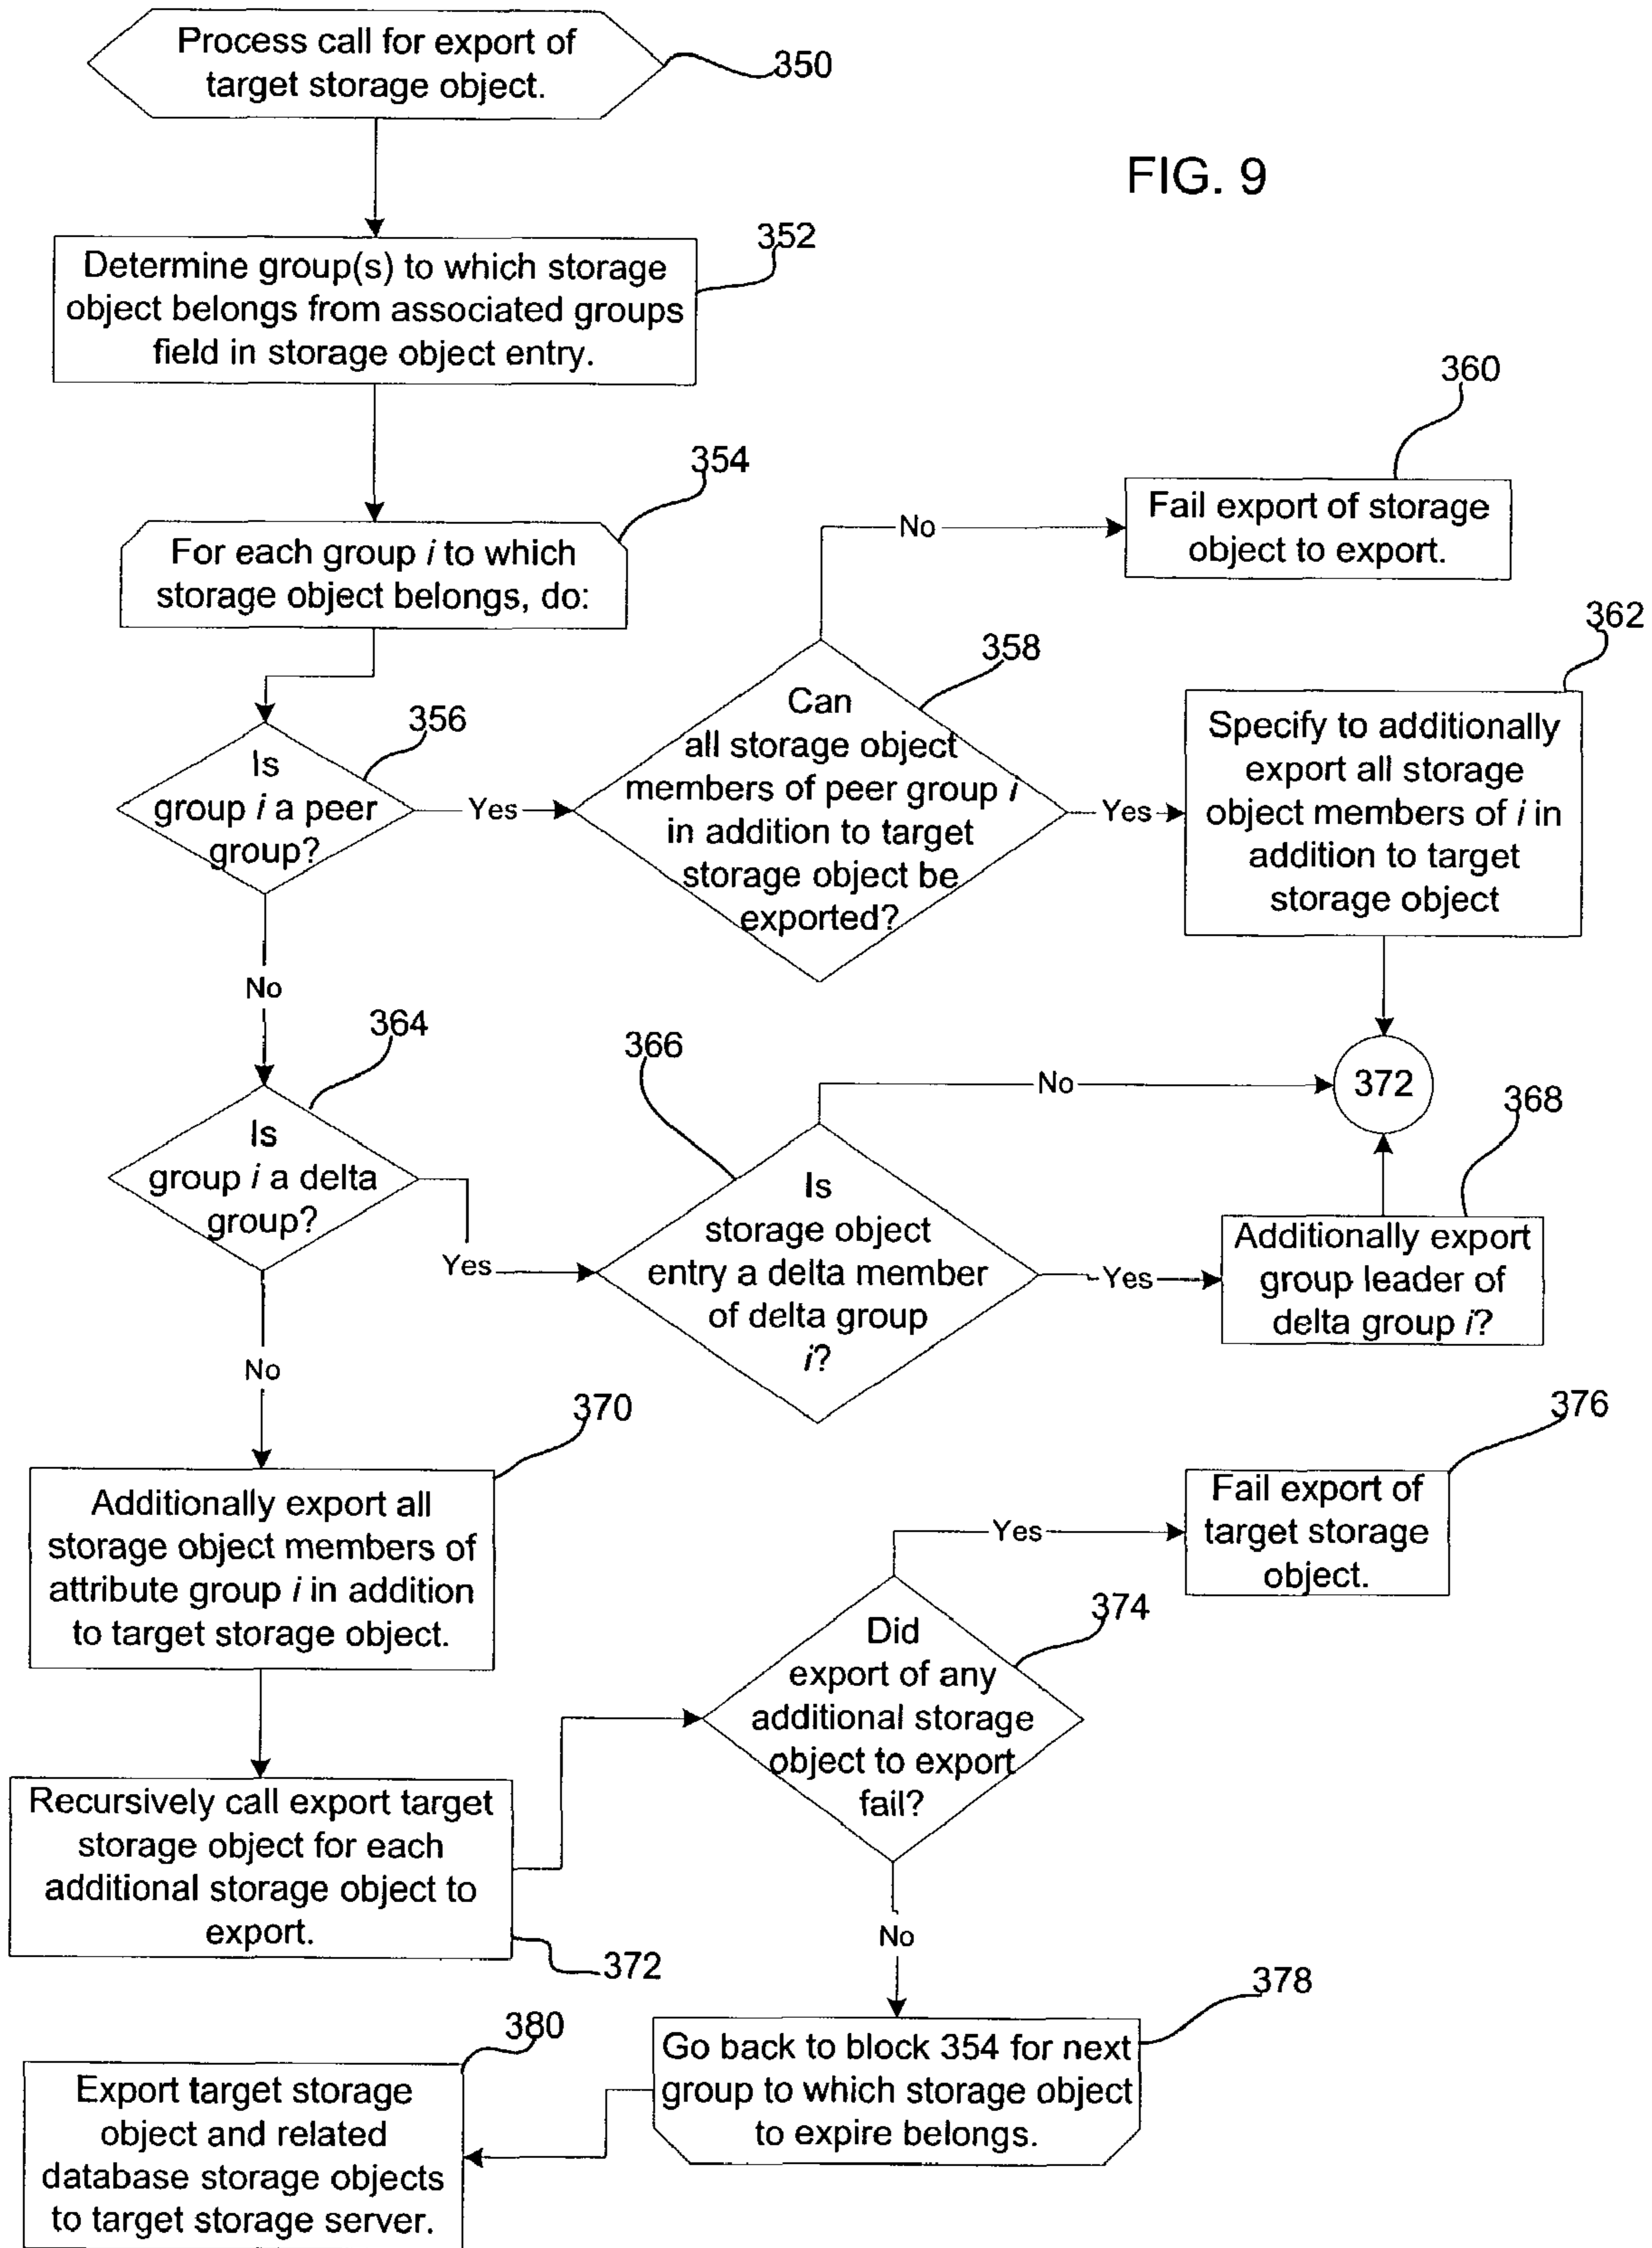 Process call for export of
target storage object.
350
FIG. 9
352
Determine group(s) to which storage
object belongs from associated groups
field in storage object entry.
354
For each group i to which
storage object belongs, do:
360
Fail export of storage
object to export.
No
356
Is
group i a peer
group?
Yes
358
Can
all storage object
members of peer group i
in addition to target
storage object be
exported?
Yes
362
Specify to additionally
export all storage
object members of i in
addition to target
storage object
No
364
Is
group i a delta
group?
Yes
366
Is
storage object
entry a delta member
of delta group
i?
No
372
Yes
368
Additionally export
group leader of
delta group i?
No
370
Additionally export all
storage object members of
attribute group i in addition
to target storage object.
Recursively call export target
storage object for each
additional storage object to
export.
372
374
Did
export of any
additional storage
object to export
fail?
Yes
376
Fail export of
target storage
object.
No
378
Go back to block 354 for next
group to which storage object
to expire belongs.
380
Export target storage
object and related
database storage objects
to target storage server.